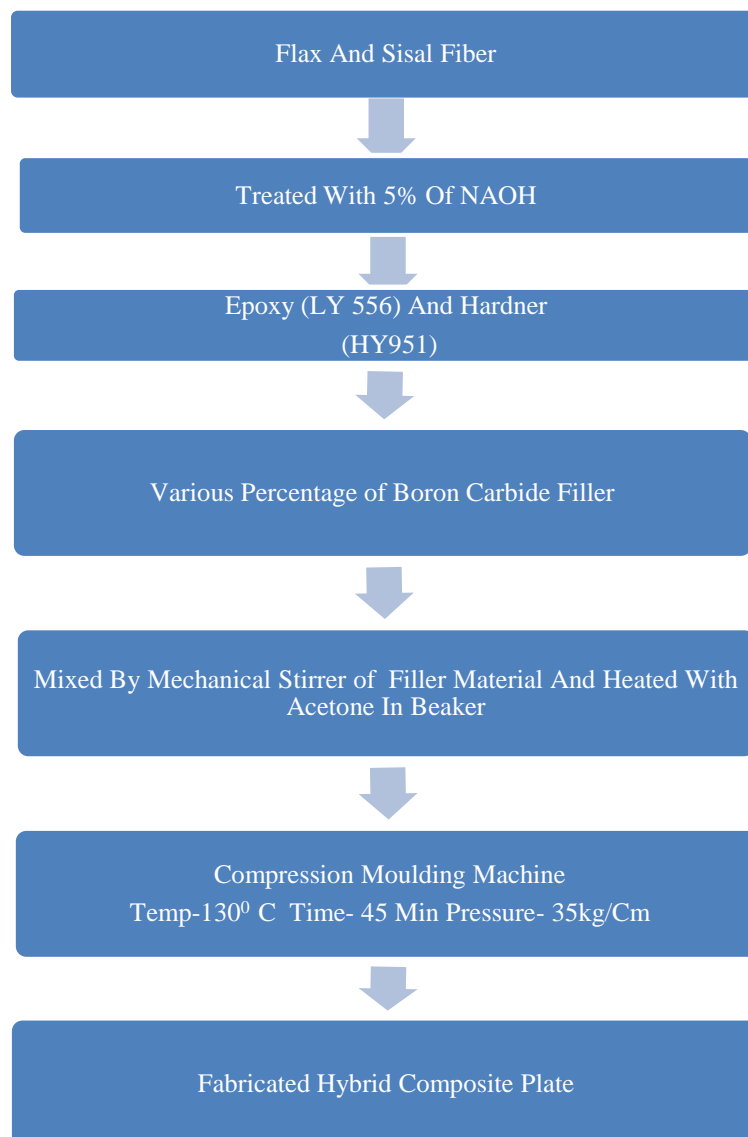 Flax And Sisal Fiber
Treated With 5% Of NAOH
Epoxy (LY 556) And Hardner
(HY951)
Various Percentage of Boron Carbide Filler
Mixed By Mechanical Stirrer of Filler Material And Heated With
Acetone In Beaker
Compression Moulding Machine
Temp-130⁰ C Time- 45 Min Pressure- 35kg/Cm
Fabricated Hybrid Composite Plate